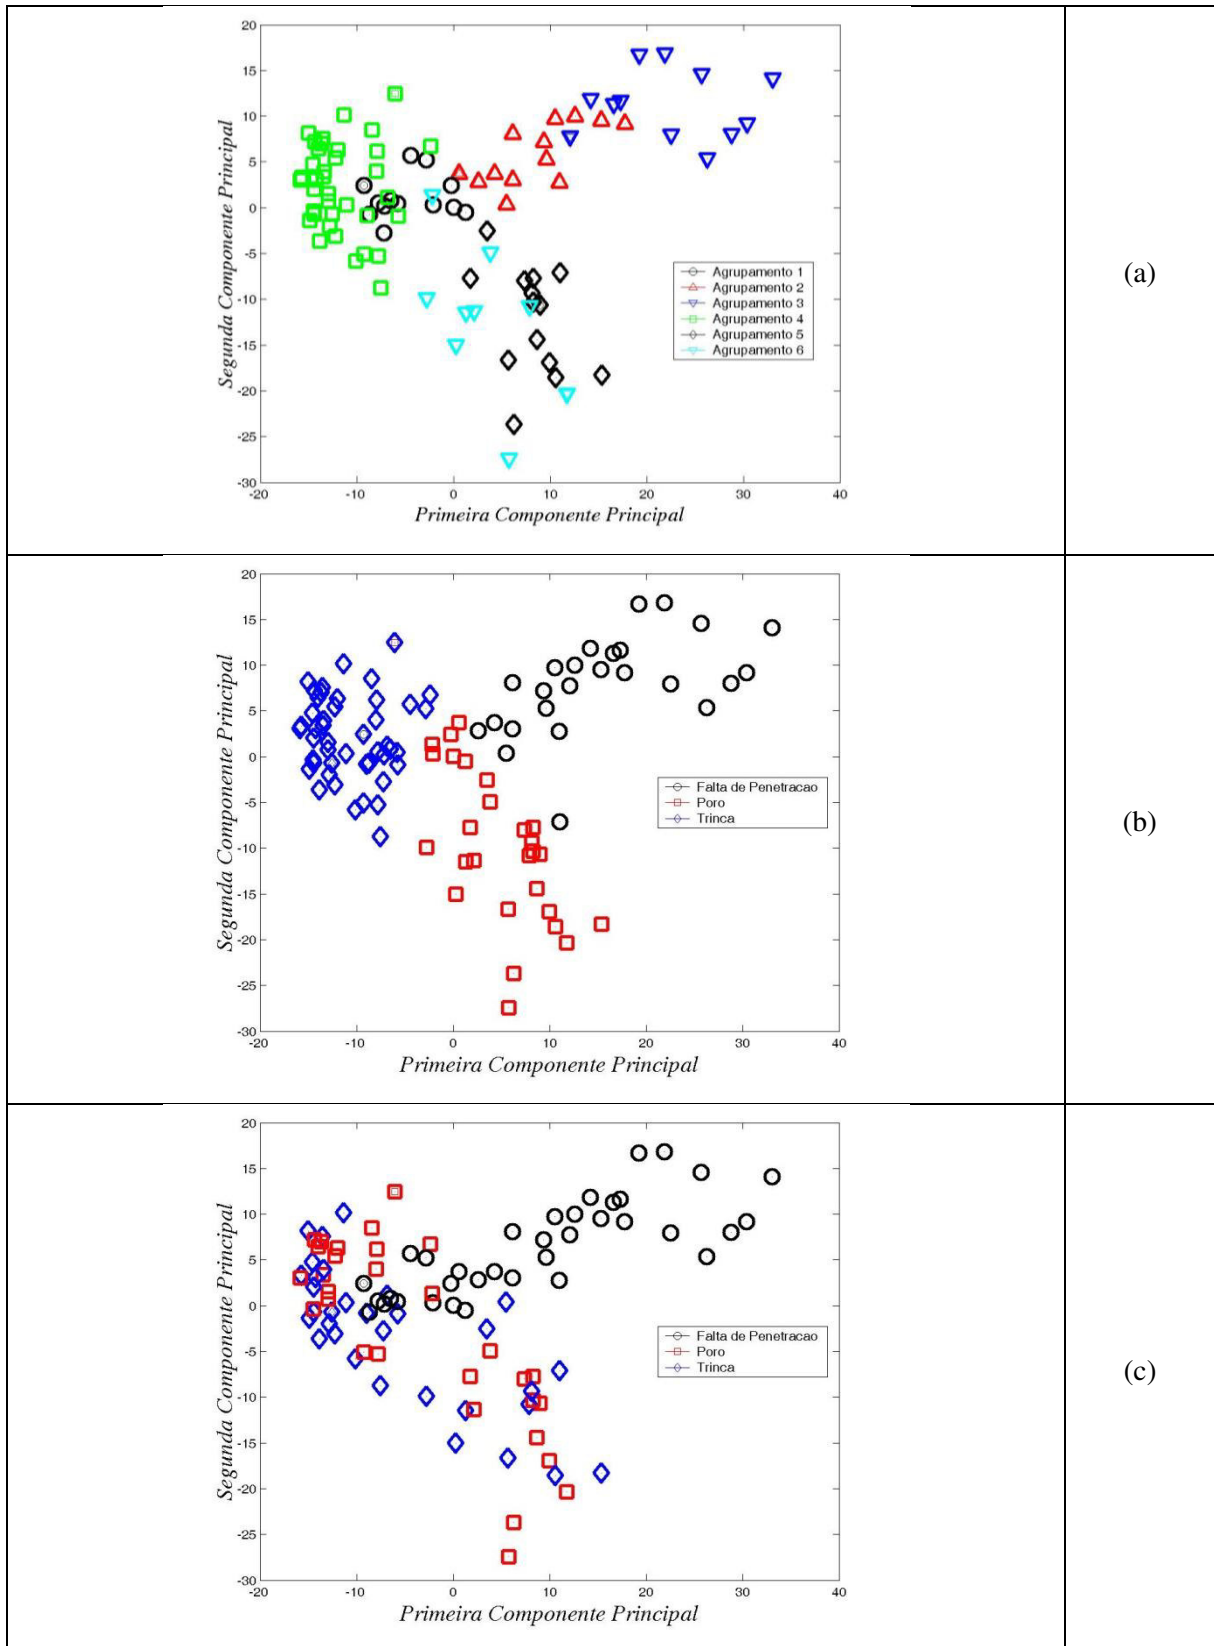 20
15
10
5
0
-5
-10
-15
-20
-25
-30
Segunda Componente Principal
Agrupamento 1
Agrupamento 2
Agrupamento 3
Agrupamento 4
Agrupamento 5
Agrupamento 6
-20 -10 0 10 20 30 40
Primeira Componente Principal
(a)
20
15
10
5
0
-5
-10
-15
-20
-25
-30
Segunda Componente Principal
Falta de Penetracao
Poro
Trinca
-20 -10 0 10 20 30 40
Primeira Componente Principal
(b)
20
15
10
5
0
-5
-10
-15
-20
-25
-30
Segunda Componente Principal
Falta de Penetracao
Poro
Trinca
-20 -10 0 10 20 30 40
Primeira Componente Principal
(c)